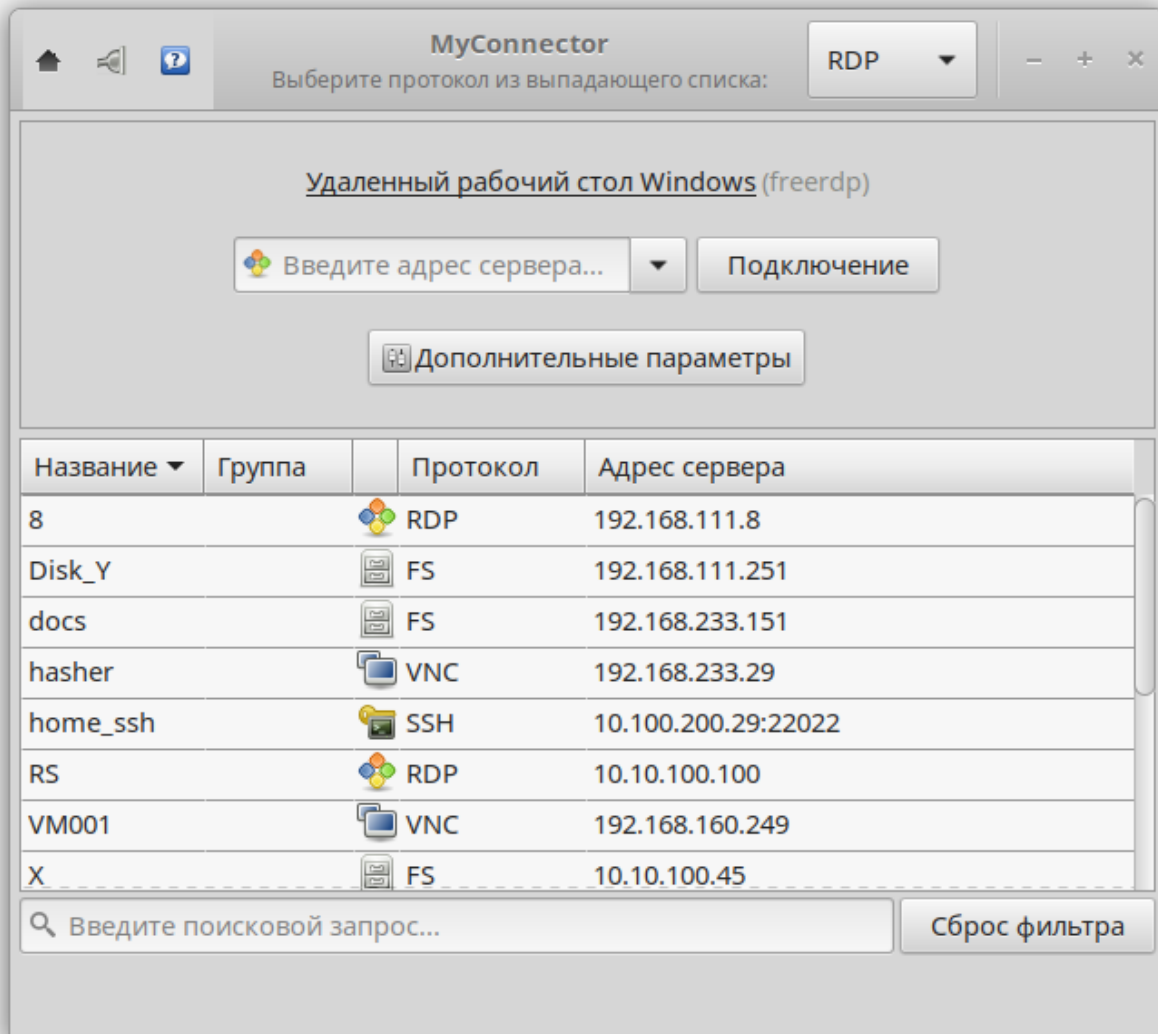 MyConnector
Выберите протокол из выпадающего списка:
RDP
Удаленный рабочий стол Windows (freerdp)
Введите адрес сервера... Подключение
Дополнительные параметры
Название Группа Протокол Адрес сервера
8 RDP 192.168.111.8
Disk_Y FS 192.168.111.251
docs FS 192.168.233.151
hasher VNC 192.168.233.29
home_ssh SSH 10.100.200.29:22022
RS RDP 10.10.100.100
VM001 VNC 192.168.160.249
X FS 10.10.100.45
Введите поисковой запрос... Сброс фильтра